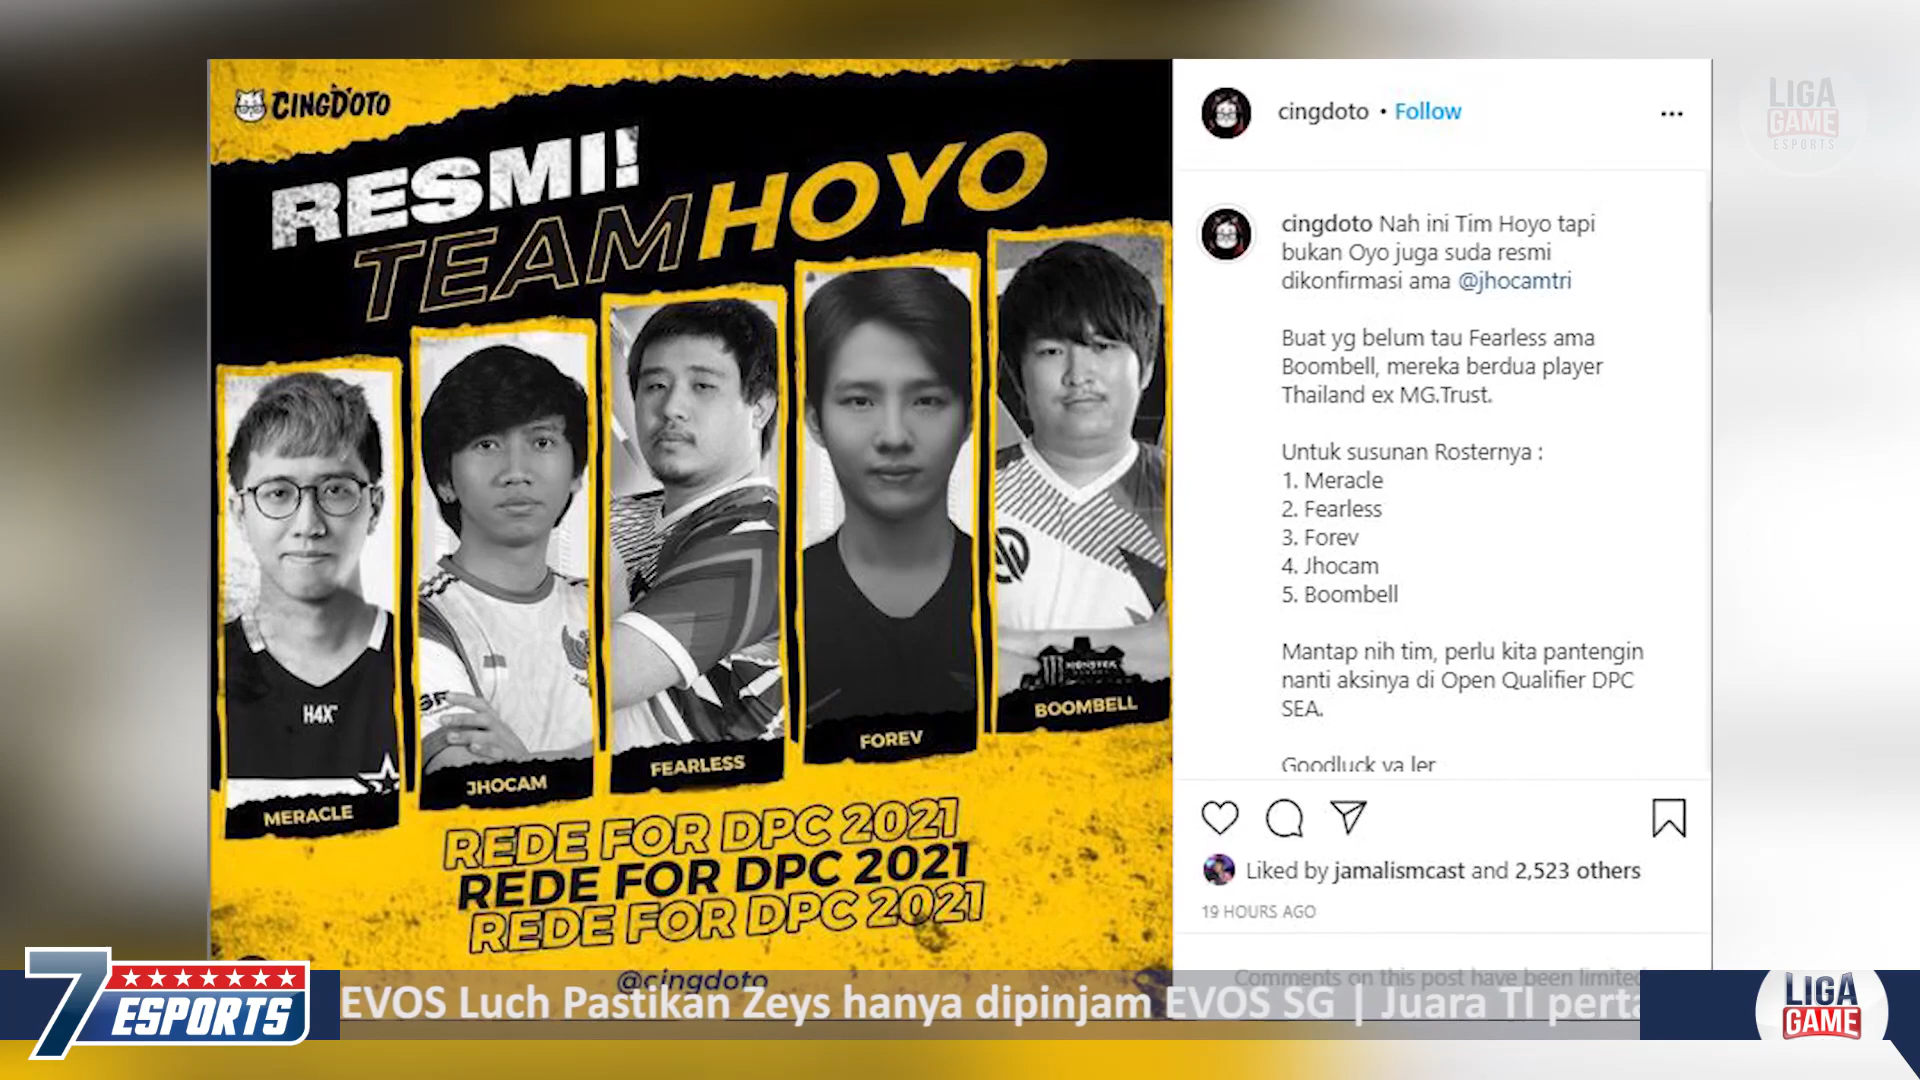 CINGDOTO
RESMI!
TEAM HOYO
H4X
MONSTER
MERACLE
JHOCAM
FEARLESS
FOREV
BOOMBELL
REDE FOR DPC 2021
REDE FOR DPC 2021
REDE FOR DPC 2021
@cingdoto
cingdoto • Follow
cingdoto Nah ini Tim Hoyo tapi
bukan Oyo juga suda resmi
dikonfirmasi ama @jhocamtri
Buat yg belum tau Fearless ama
Boombell, mereka berdua player
Thailand ex MG.Trust.
Untuk susunan Rosternya :
1. Meracle
2. Fearless
3. Forev
4. Jhocam
5. Boombell
Mantap nih tim, perlu kita pantengin
nanti aksinya di Open Qualifier DPC
SEA.
Goodluck ya ler
Liked by jamalismcast and 2,523 others
19 HOURS AGO
Comments on this post have been limited
LIGA
GAME
ESPORTS
7
ESPORTS
EVOS Luch Pastikan Zeys hanya dipinjam EVOS SG | Juara TI perta
LIGA
GAME